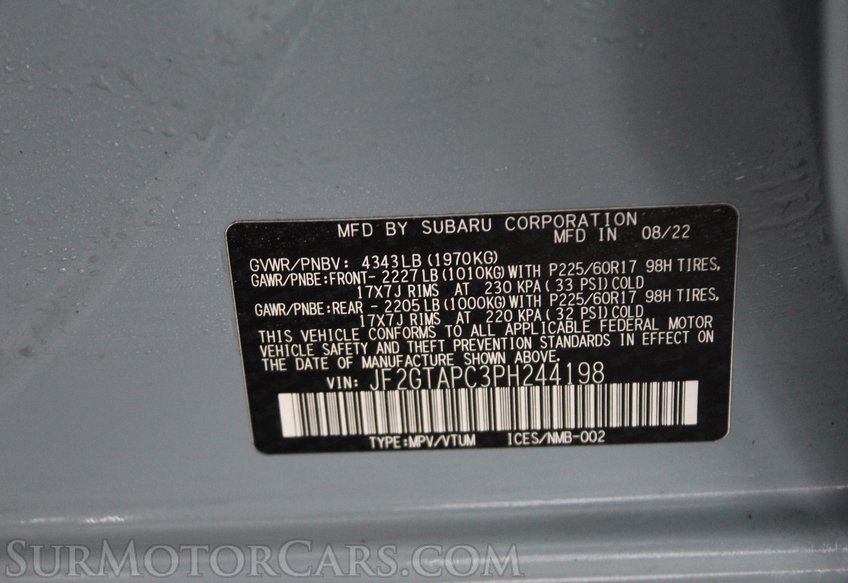 MFD BY SUBARU CORPORATION
MFD IN 08/22
GVWR/PNBV: 4343LB (1970KG)
GAWR/PNBE:FRONT- 2227LB (1010KG) WITH P225/60R17 98H TIRES,
17X7J RIMS AT 230 KPA( 33 PSI) COLD
GAWR/PNBE:REAR - 2205LB (1000KG) WITH P225/60R17 98H TIRES,
17X7J RIMS AT 220 KPA( 32 PSI) COLD
THIS VEHICLE CONFORMS TO ALL APPLICABLE FEDERAL MOTOR
VEHICLE SAFETY AND THEFT PREVENTION STANDARDS IN EFFECT ON
THE DATE OF MANUFACTURE SHOWN ABOVE.
VIN: JF2GTAPC3PH244198
TYPE:MPV/VTUM ICES/NMB-002
SurMotorCars.com